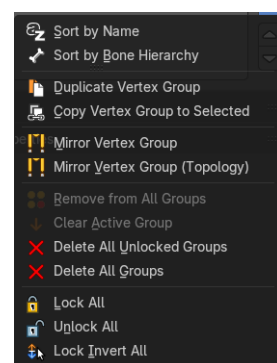 Sort by Name
Sort by Bone Hierarchy
Duplicate Vertex Group
Copy Vertex Group to Selected
Mirror Vertex Group
Mirror Vertex Group (Topology)
Remove from All Groups
Clear Active Group
Delete All Unlocked Groups
Delete All Groups
Lock All
Unlock All
Lock Invert All